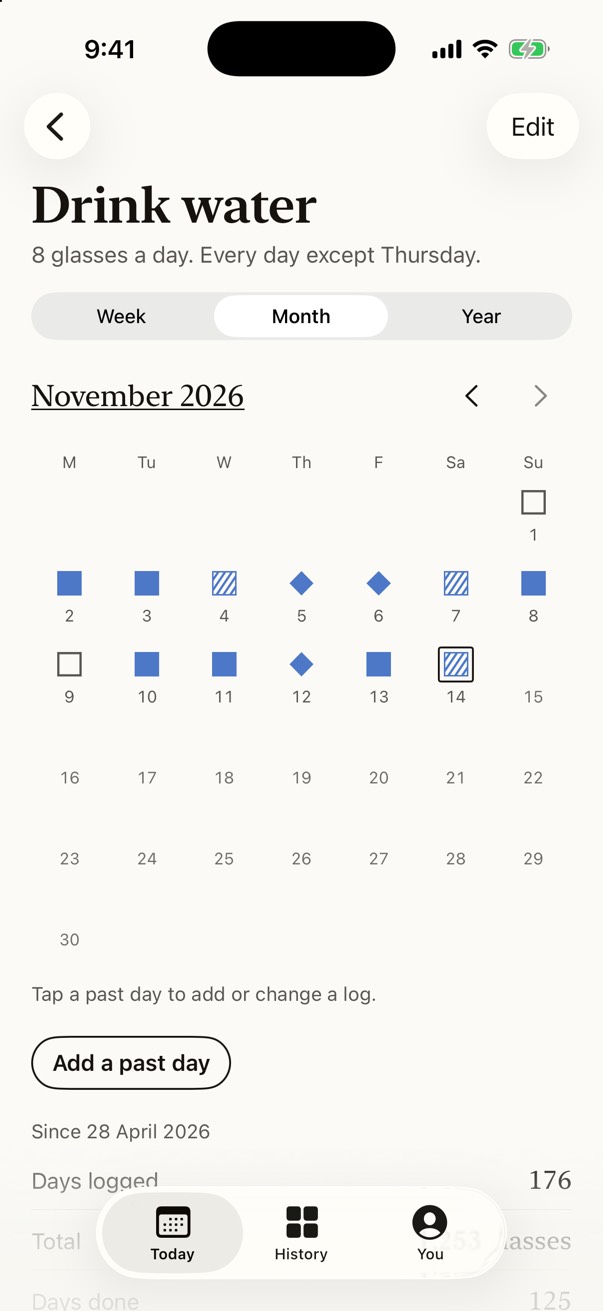 9:41
Edit
Drink water
8 glasses a day. Every day except Thursday.
Week Month Year
November 2026
M Tu W Th F Sa Su
1
2 3 4 5 6 7 8
9 10 11 12 13 14 15
16 17 18 19 20 21 22
23 24 25 26 27 28 29
30
Tap a past day to add or change a log.
Add a past day
Since 28 April 2026
Days logged 176
Total
Today History You
Days done 125